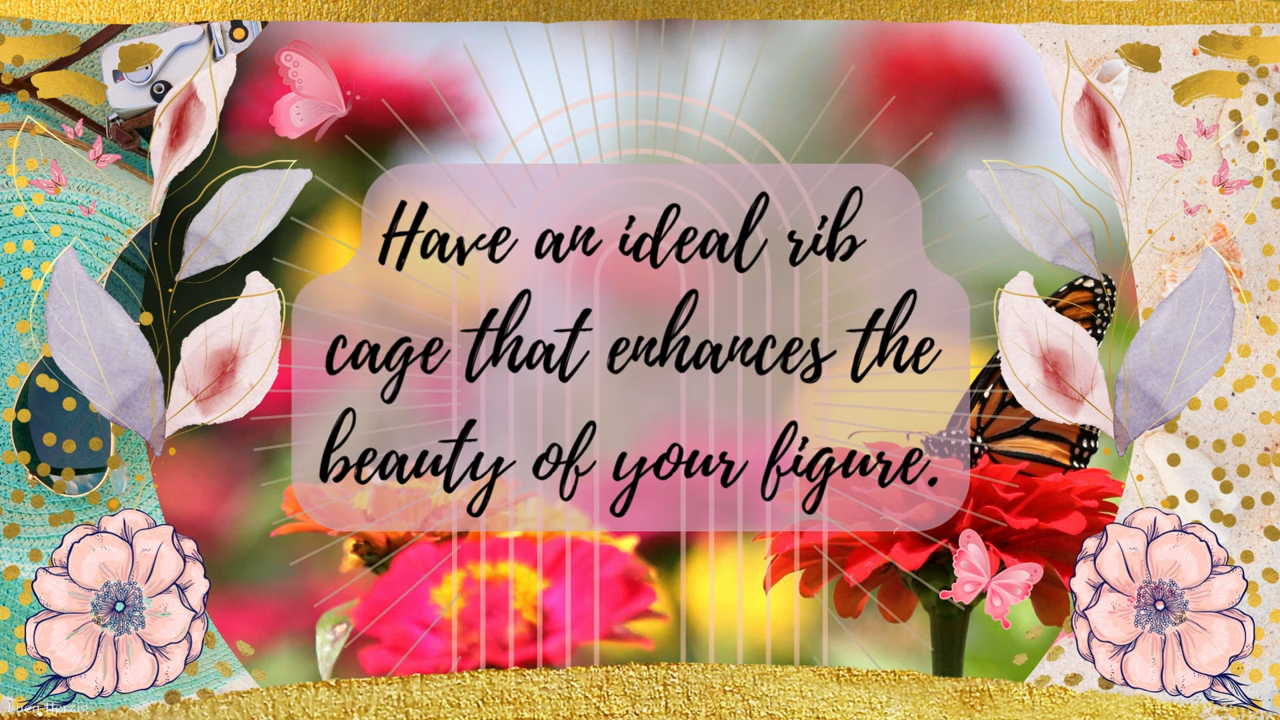 Have an ideal rib
cage that enhances the
beauty of your figure.